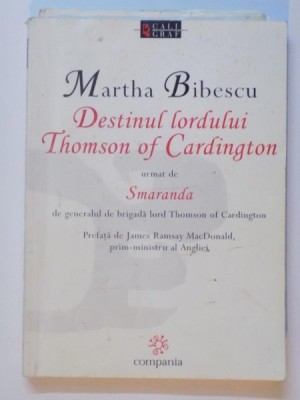 CALI
GRAF
Martha Bibescu
Destinul lordului
Thomson of Cardington
urmat de
Smaranda
de generalul de brigadă lord Thomson of Cardington
Prefață de James Ramsay MacDonald,
prim-ministru al Angliei
compania